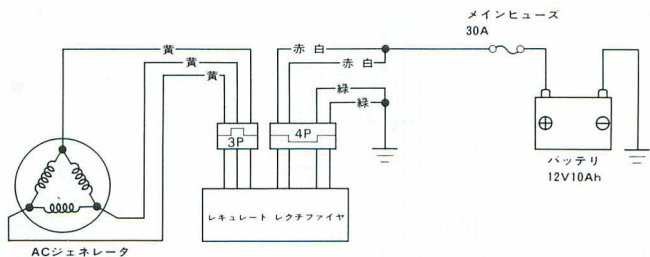 メインヒューズ
30A
黄
赤 白
黄
赤 白
黄
緑
緑
3P
4P
バッテリ
12V10Ah
レギュレート レクチファイヤ
ACジェネレータ